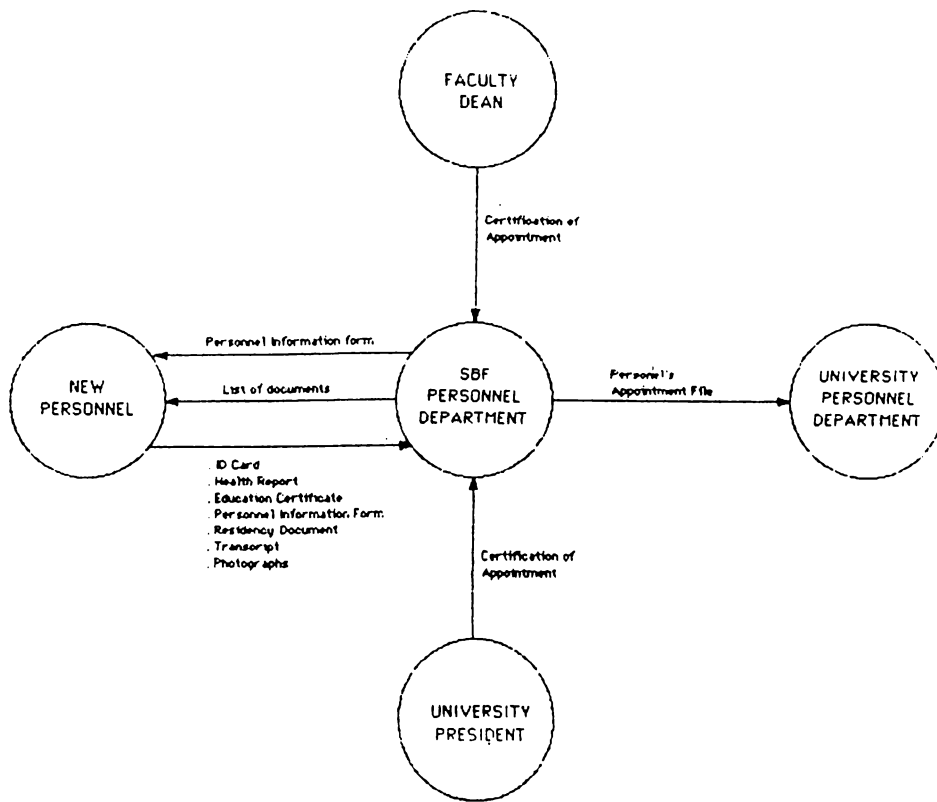 FACULTY
DEAN
Certification of
Appointment
Personnel Information form
List of documents
NEW
PERSONNEL
SBF
PERSONNEL
DEPARTMENT
Personel's
Appointment File
UNIVERSITY
PERSONNEL
DEPARTMENT
. ID Card
. Health Report
. Education Certificate
. Personnel Information Form
. Residency Document
. Transcript
. Photographs
Certification of
Appointment
UNIVERSITY
PRESIDENT